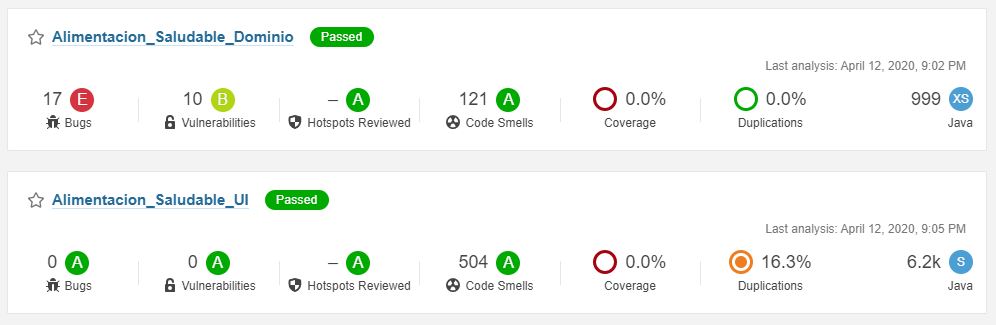 Alimentacion_Saludable_Dominio Passed
Last analysis: April 12, 2020, 9:02 PM
17 E 10 B – A 121 A 0.0% 0.0% 999 XS
Bugs Vulnerabilities Hotspots Reviewed Code Smells Coverage Duplications Java
Alimentacion_Saludable_UI Passed
Last analysis: April 12, 2020, 9:05 PM
0 A 0 A – A 504 A 0.0% 16.3% 6.2k S
Bugs Vulnerabilities Hotspots Reviewed Code Smells Coverage Duplications Java